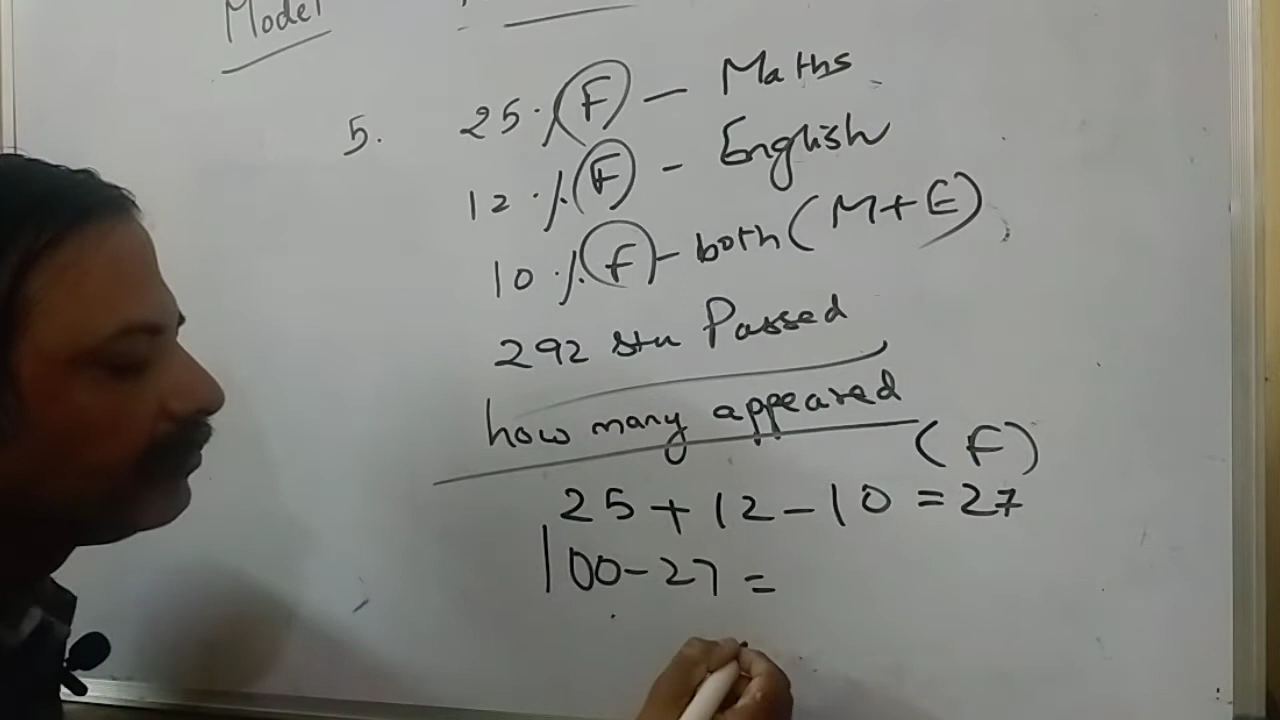 Model
5. 25% (F) - Maths
12% (F) - English
10% (F) - both (M+E)
292 stu Passed
how many appeared
(F)
25+12-10=27
100-27=